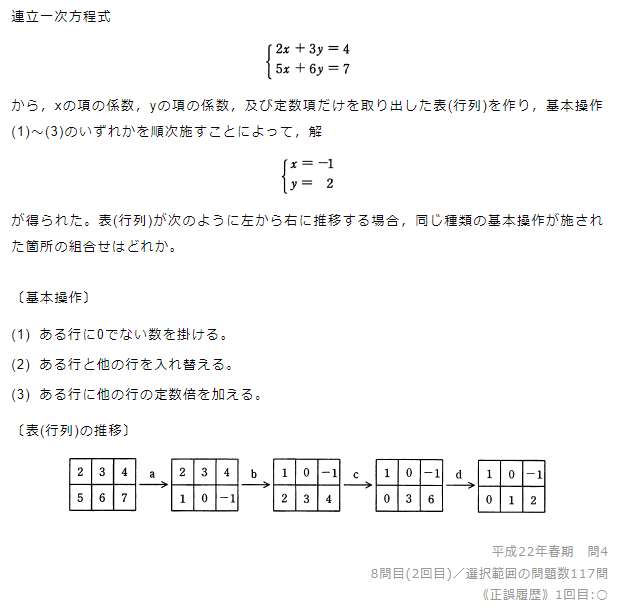 連立一次方程式
2x + 3y = 4
5x + 6y = 7
から，xの項の係数，yの項の係数，及び定数項だけを取り出した表(行列)を作り，基本操作
(1)～(3)のいずれかを順次施すことによって，解
x = −1
y = 2
が得られた。表(行列)が次のように左から右に推移する場合，同じ種類の基本操作が施され
た箇所の組合せはどれか。
〔基本操作〕
(1) ある行に0でない数を掛ける。
(2) ある行と他の行を入れ替える。
(3) ある行に他の行の定数倍を加える。
〔表(行列)の推移〕
2 3 4 a 2 3 4 b 1 0 −1 c 1 0 −1 d 1 0 −1
5 6 7 1 0 −1 2 3 4 0 3 6 0 1 2
平成22年春期 問4
8問目(2回目)／選択範囲の問題数117問
《正誤履歴》1回目:○